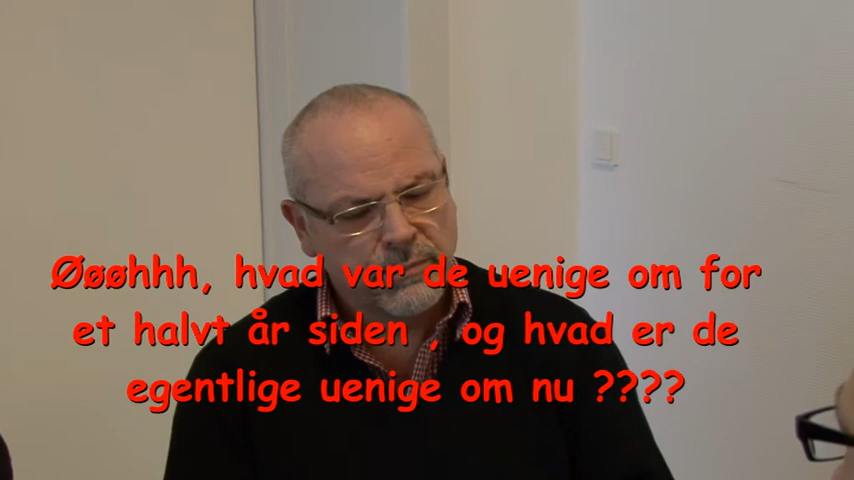 Øøøhhh, hvad var de uenige om for
et halvt år siden , og hvad er de
egentlige uenige om nu ????